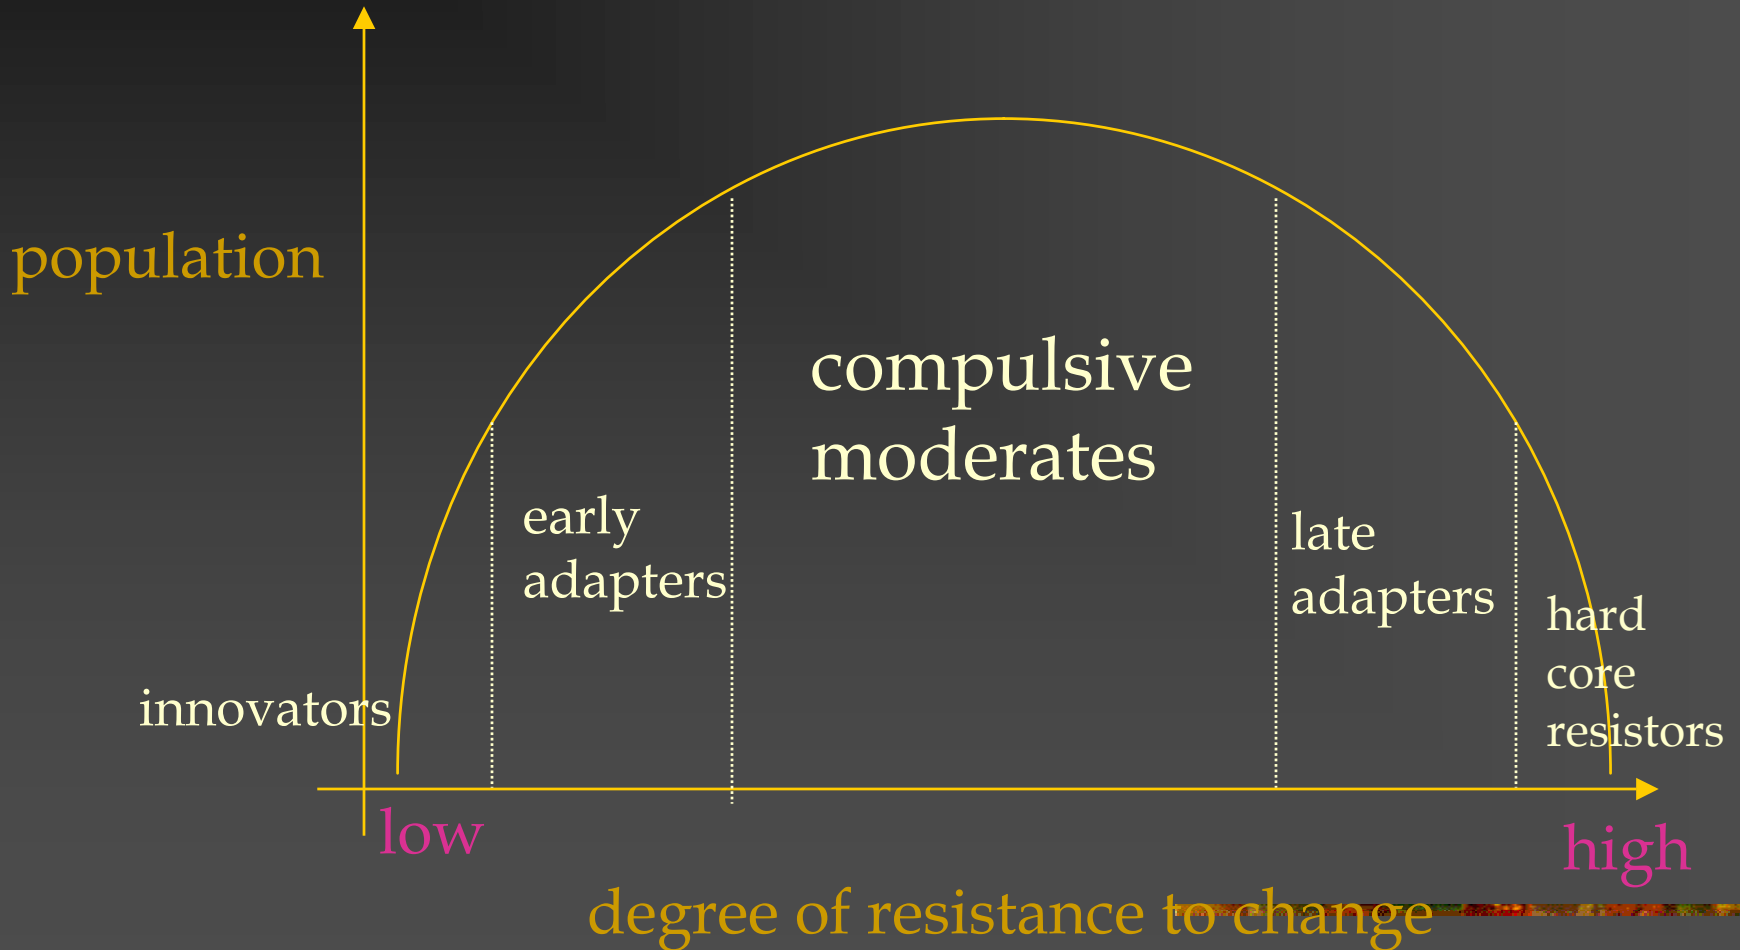 population
compulsive
moderates
early
adapters
late
adapters
hard
core
resistors
innovators
low
high
degree of resistance to change